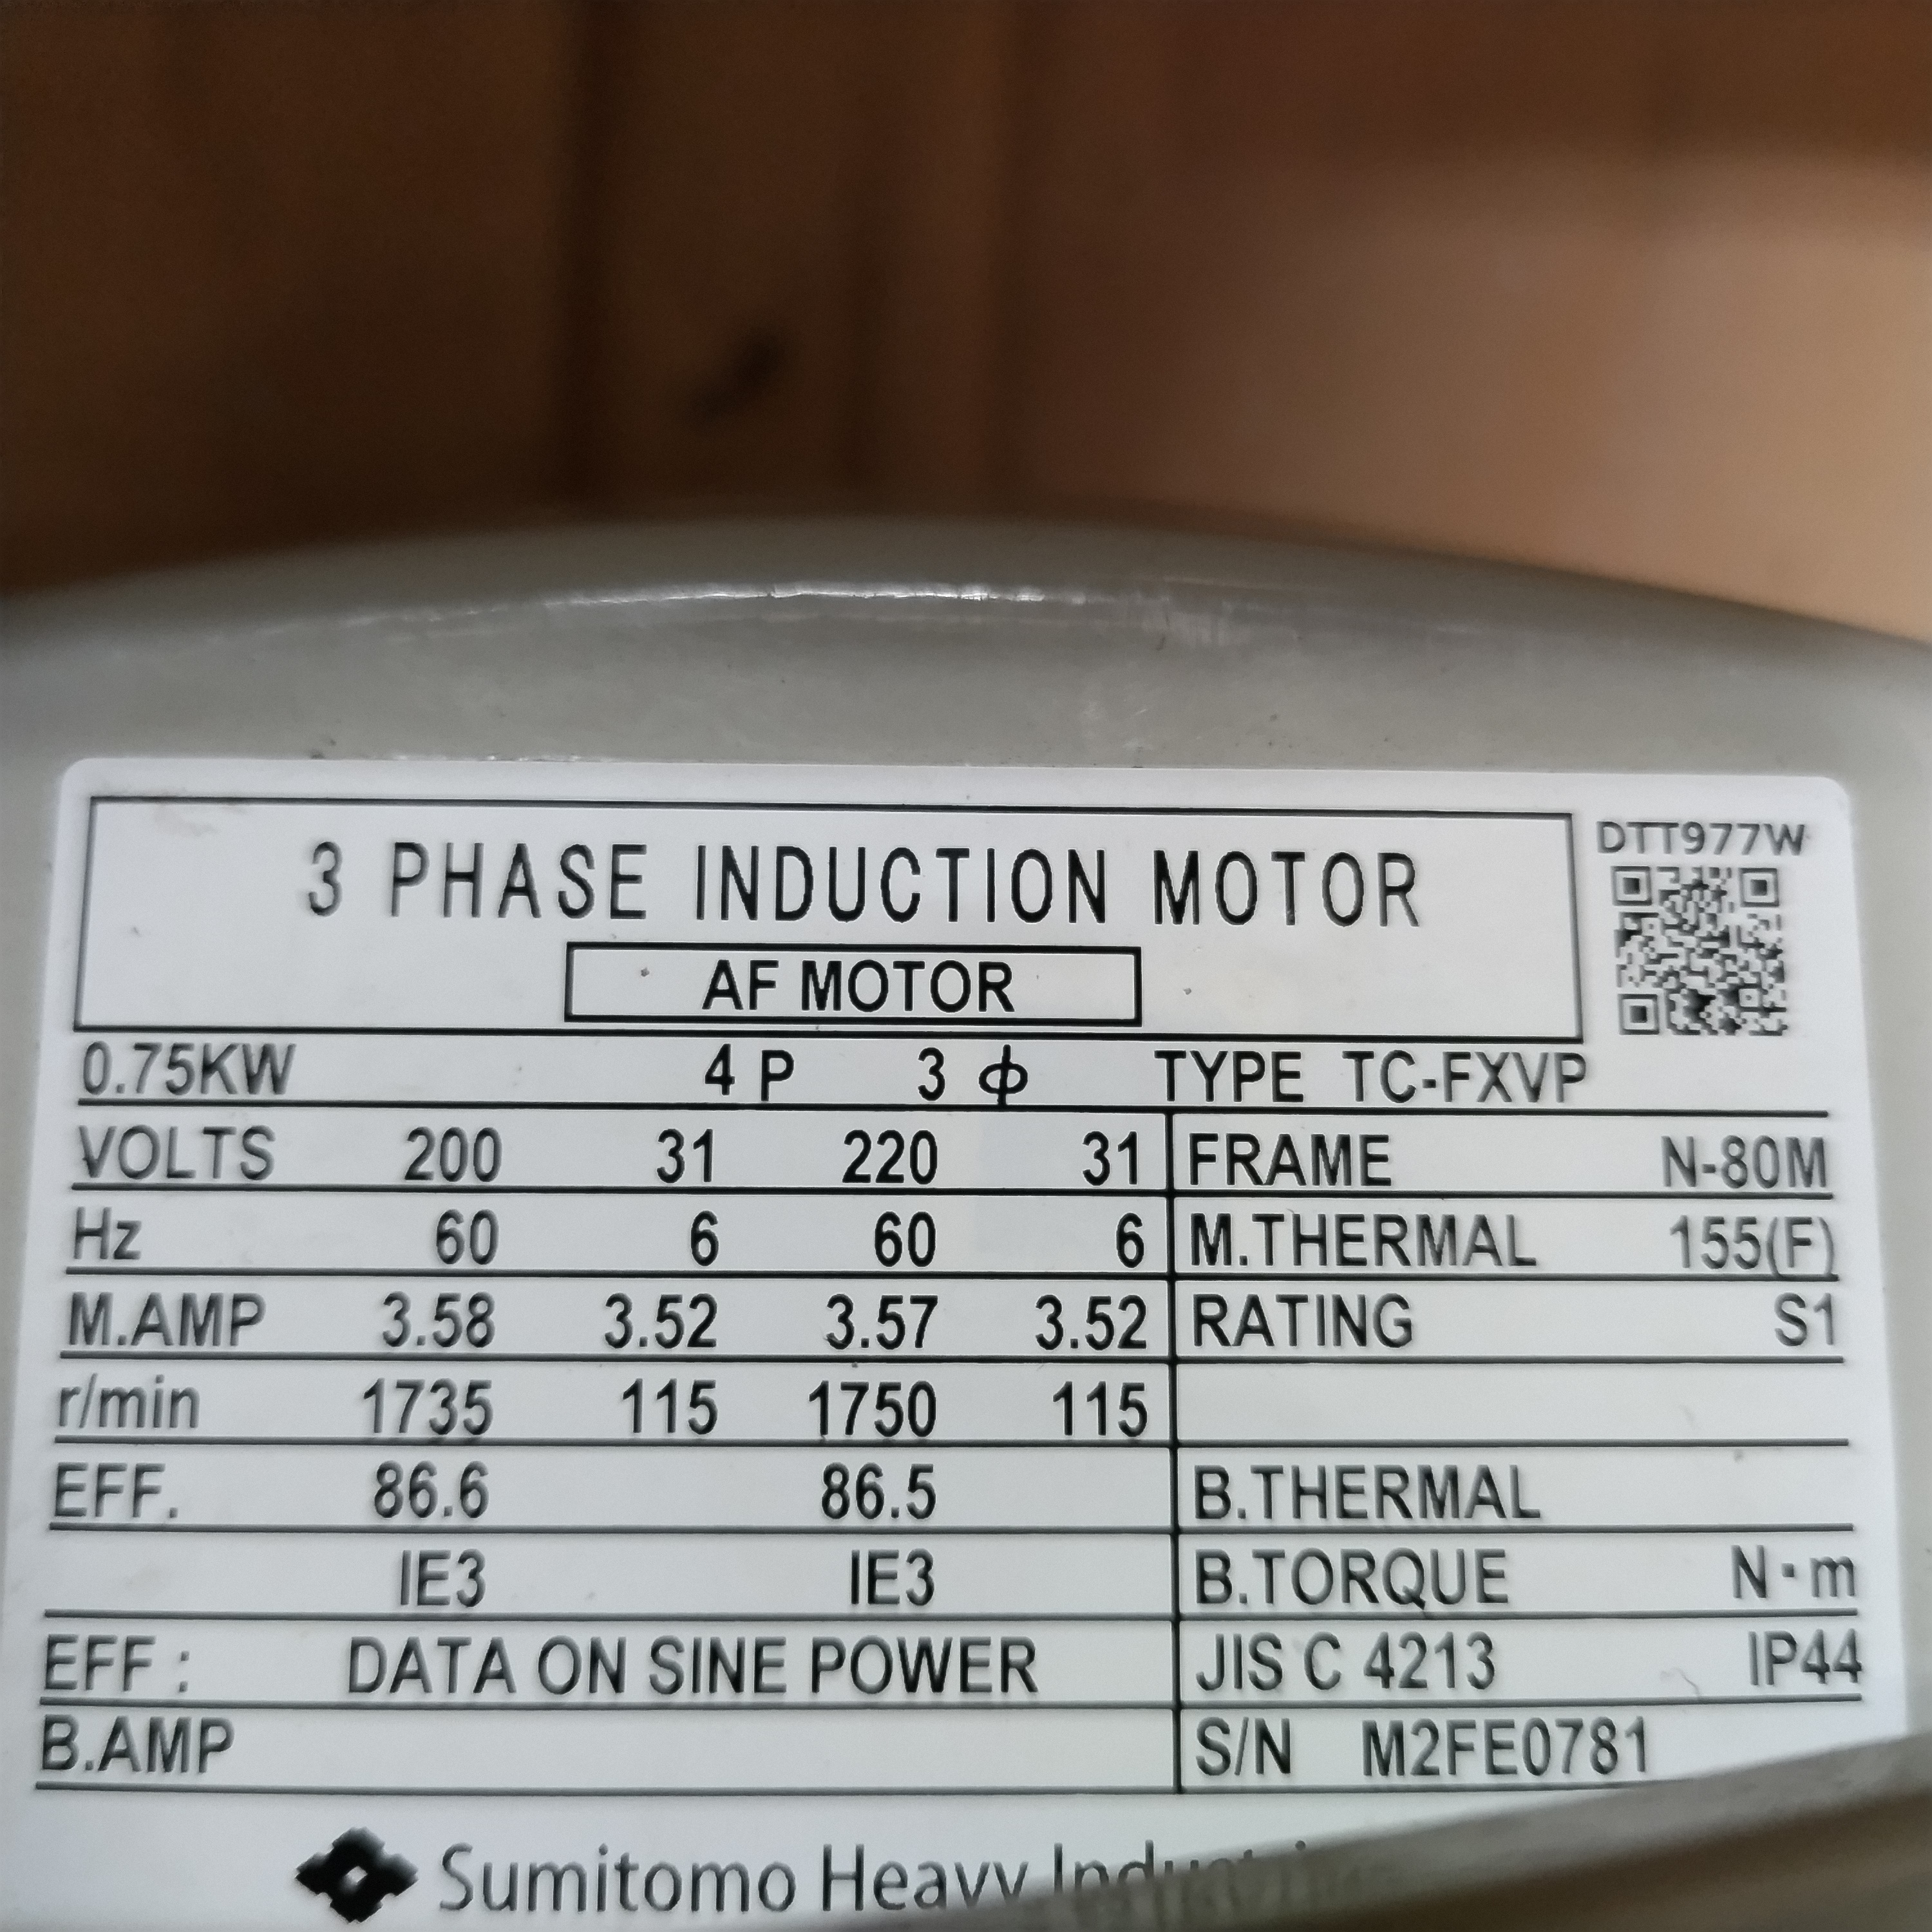 3 PHASE INDUCTION MOTOR
DTT977W
AF MOTOR
0.75KW 4 P 3 ф TYPE TC-FXVP
VOLTS 200 31 220 31 FRAME N-80M
Hz 60 6 60 6 M.THERMAL 155(F)
M.AMP 3.58 3.52 3.57 3.52 RATING S1
r/min 1735 115 1750 115
EFF. 86.6 86.5 B.THERMAL
IE3 IE3 B.TORQUE N·m
EFF : DATA ON SINE POWER JIS C 4213 IP44
B.AMP S/N M2FE0781
Sumitomo Heavy